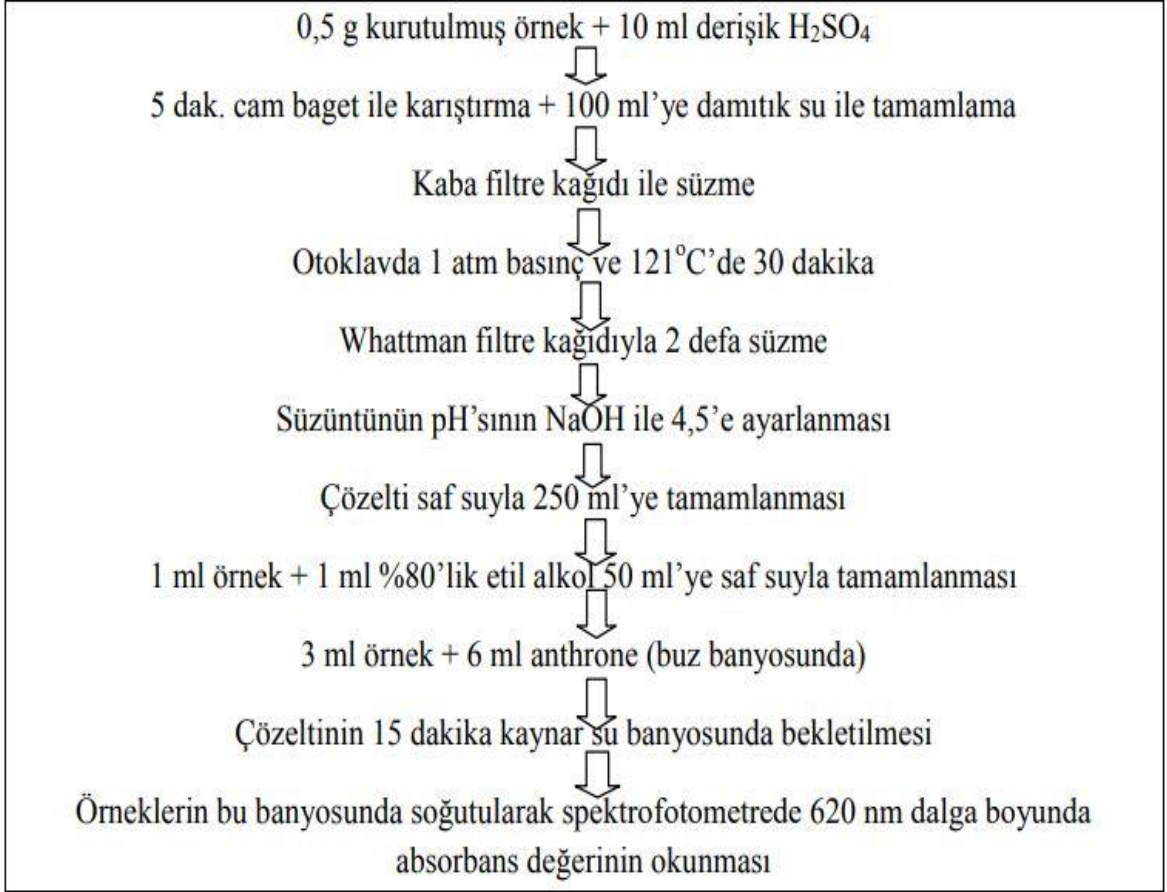 0,5 g kurutulmuş örnek + 10 ml derişik H₂SO₄
5 dak. cam baget ile karıştırma + 100 ml’ye damıtık su ile tamamlama
Kaba filtre kağıdı ile süzme
Otoklavda 1 atm basınç ve 121°C’de 30 dakika
Whattman filtre kağıdıyla 2 defa süzme
Süzüntünün pH’sının NaOH ile 4,5’e ayarlanması
Çözelti saf suyla 250 ml’ye tamamlanması
1 ml örnek + 1 ml %80’lik etil alkol 50 ml’ye saf suyla tamamlanması
3 ml örnek + 6 ml anthrone (buz banyosunda)
Çözeltinin 15 dakika kaynar su banyosunda bekletilmesi
Örneklerin bu banyosunda soğutularak spektrofotometrede 620 nm dalga boyunda
absorbans değerinin okunması